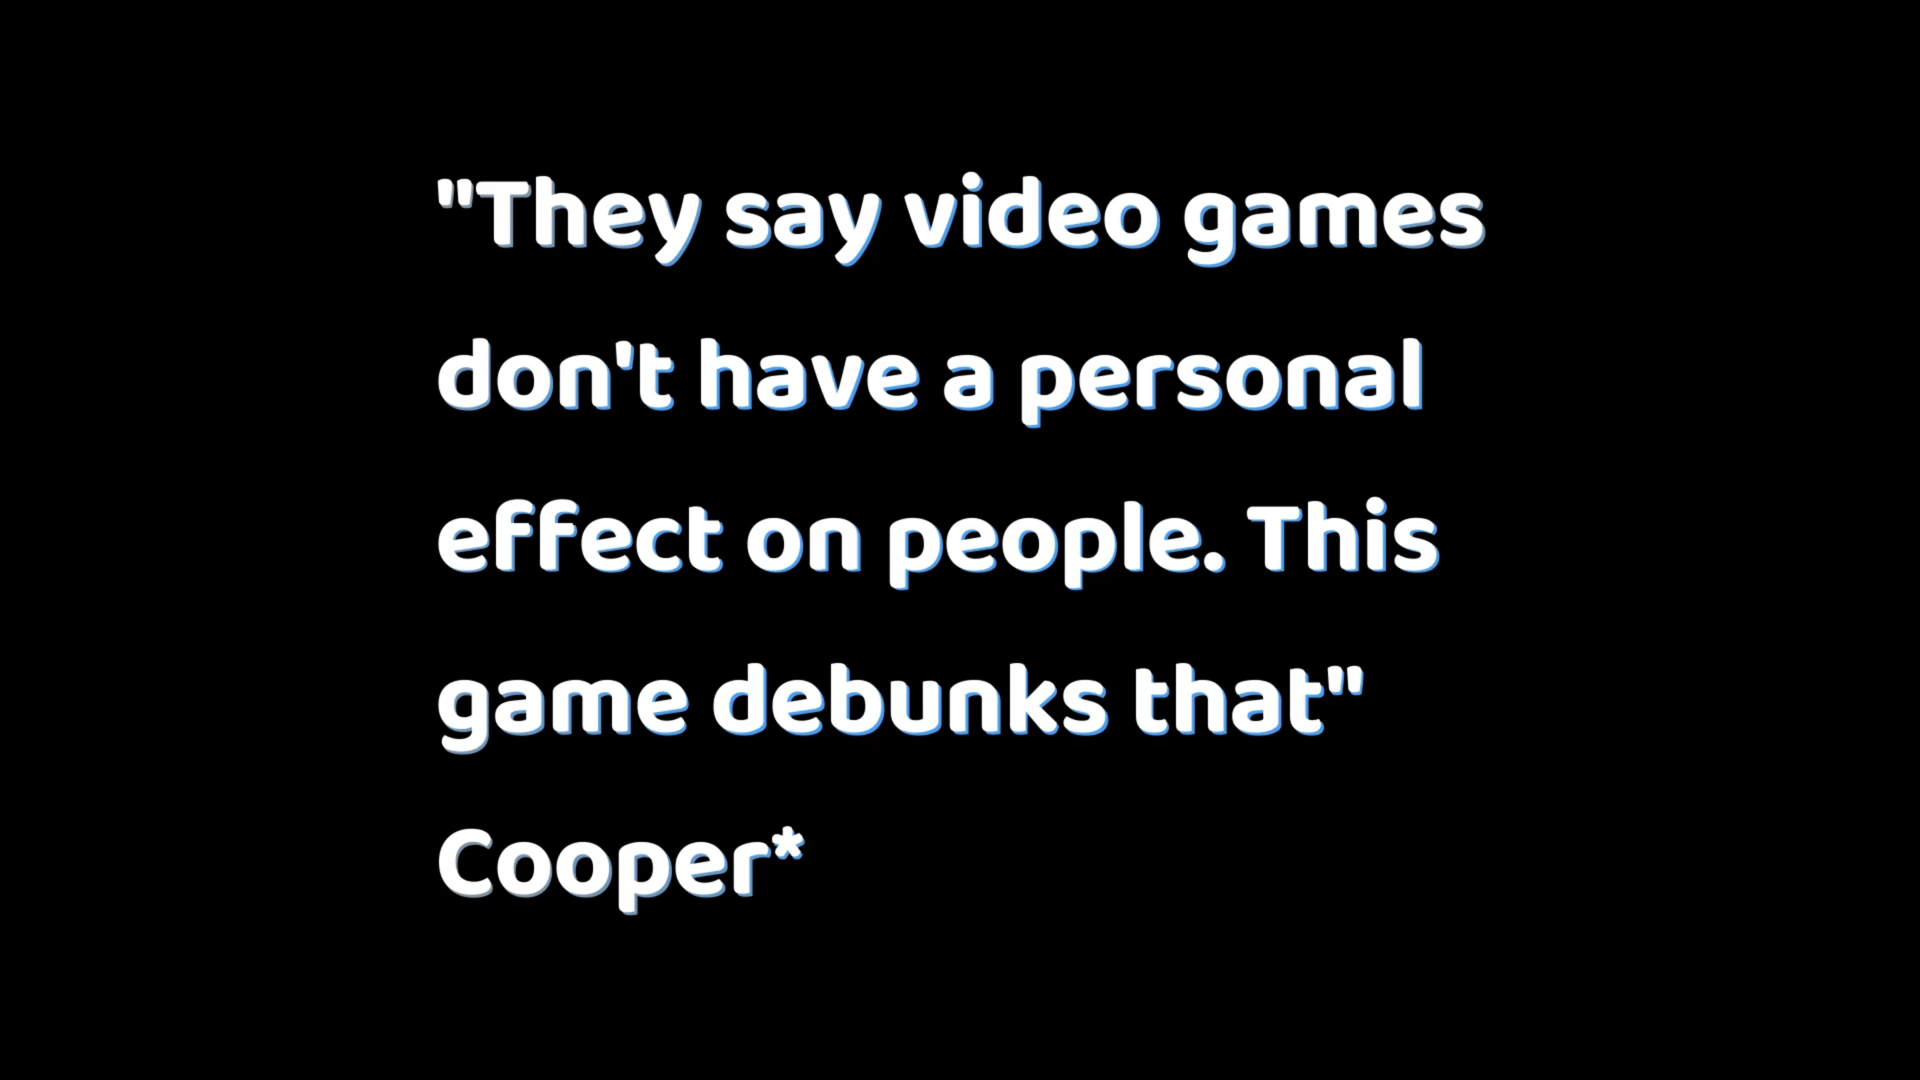 "They say video games
don't have a personal
effect on people. This
game debunks that"
Cooper*